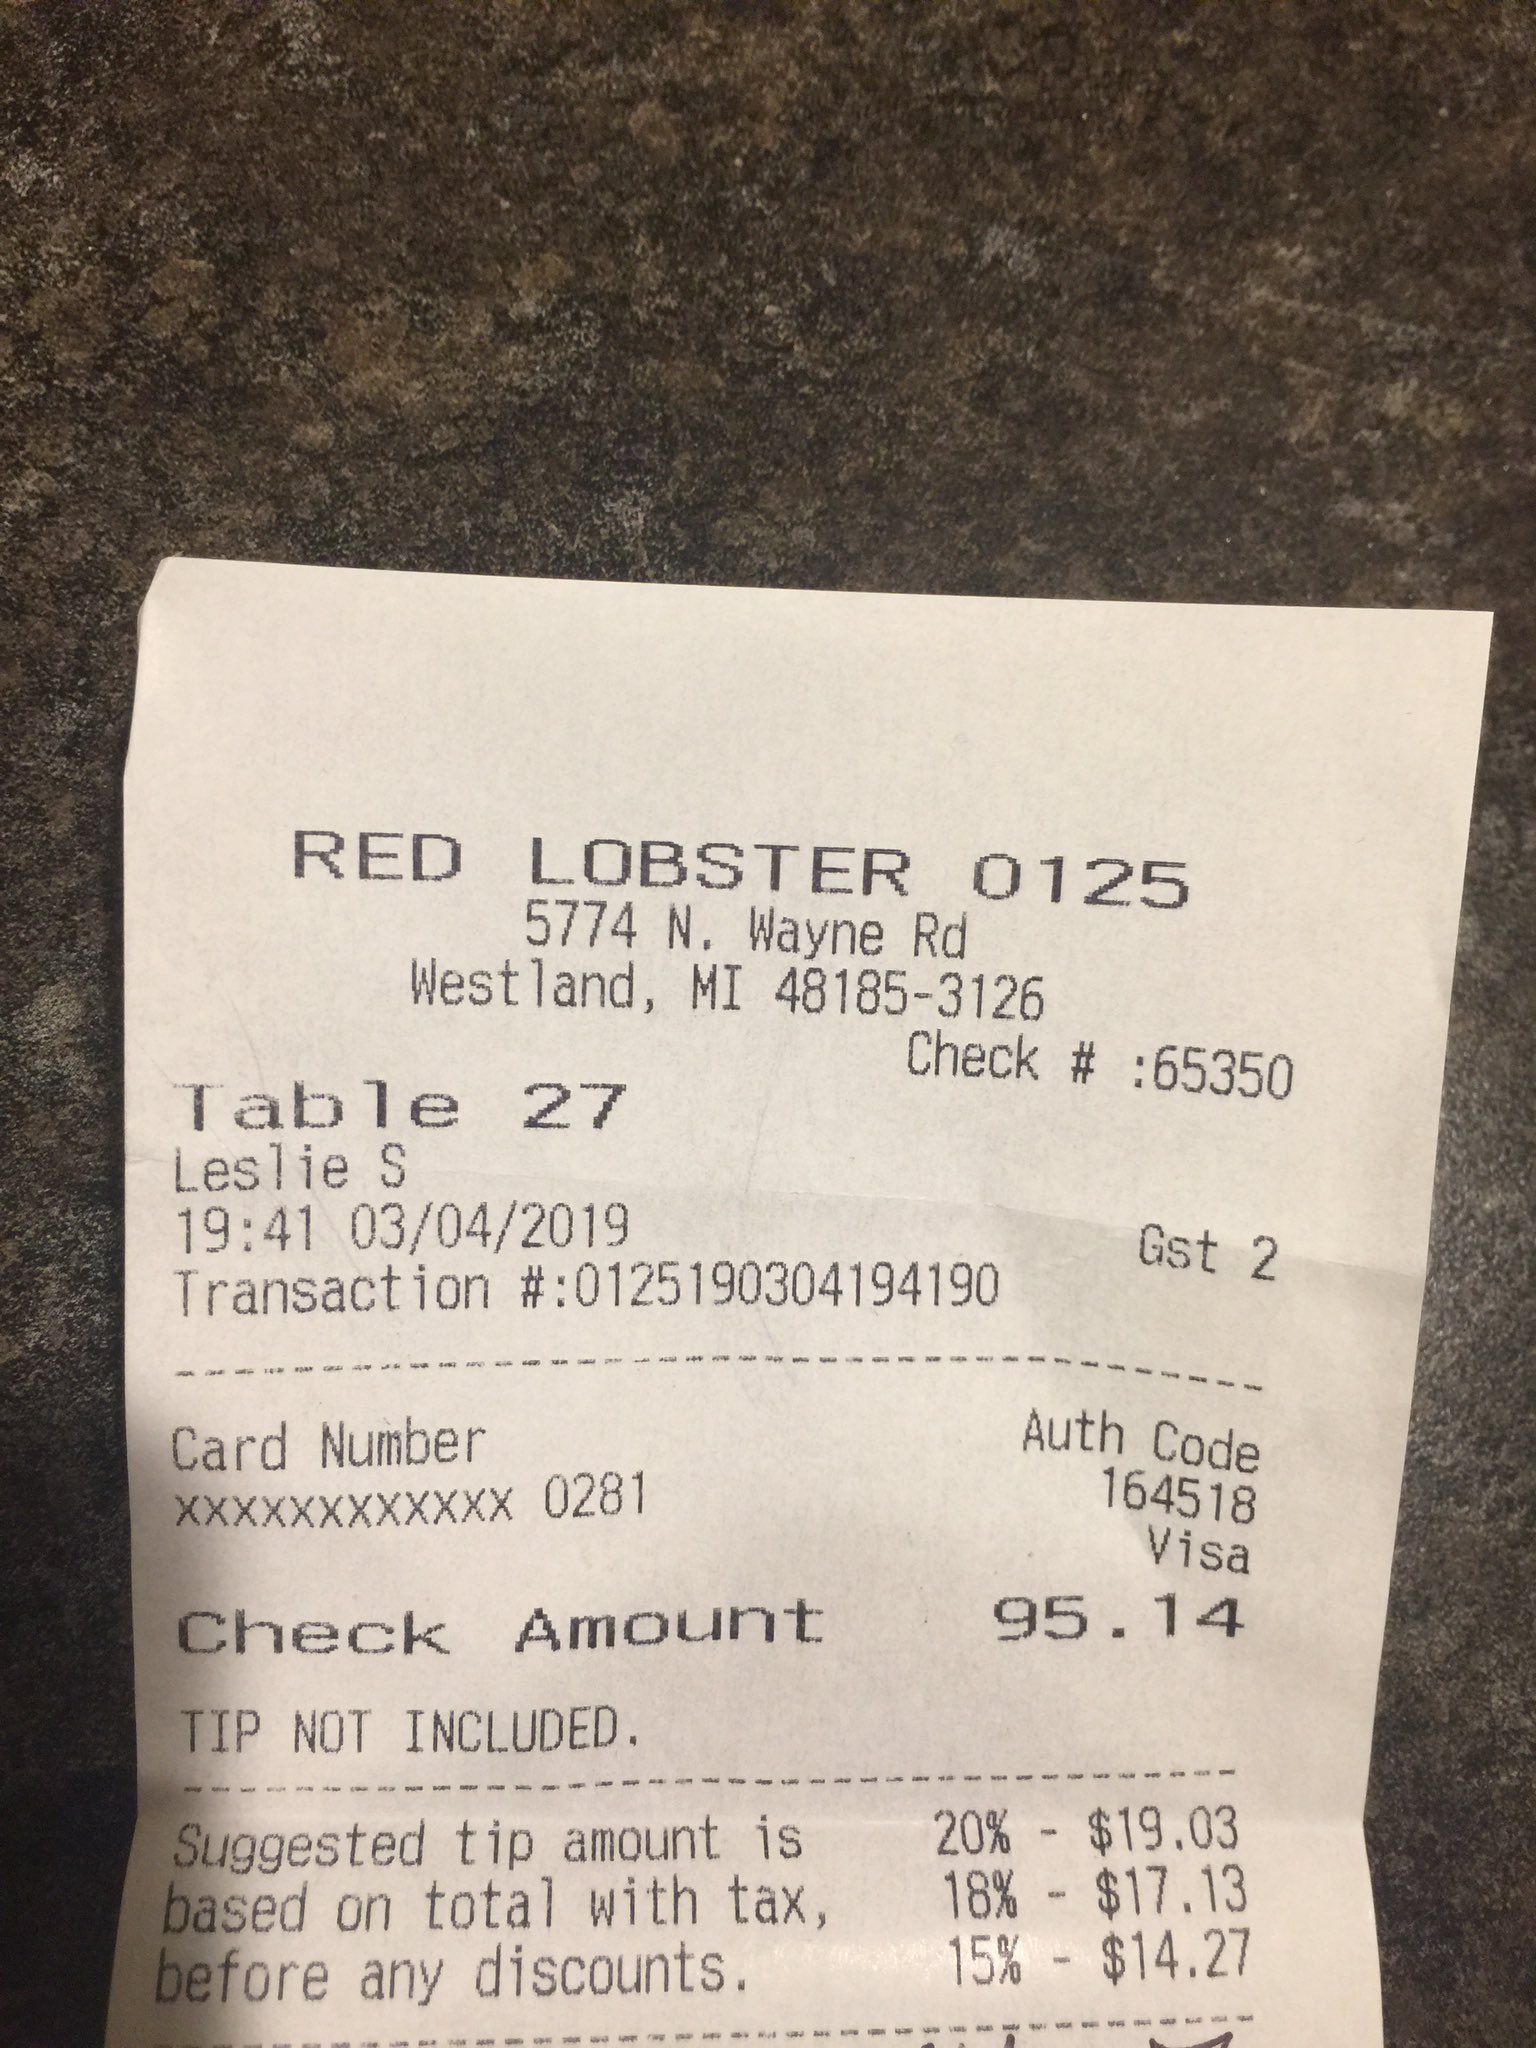 RED LOBSTER 0125
5774 N. Wayne Rd
Westland, MI 48185-3126
Check # :65350
Table 27
Leslie S
19:41 03/04/2019 Gst 2
Transaction #:0125190304194190
--------------------------------
Card Number Auth Code
xxxxxxxxxxxx 0281 164518
Visa
Check Amount 95.14
TIP NOT INCLUDED.
--------------------------------
Suggested tip amount is 20% - $19.03
based on total with tax, 18% - $17.13
before any discounts. 15% - $14.27
--------------------------------